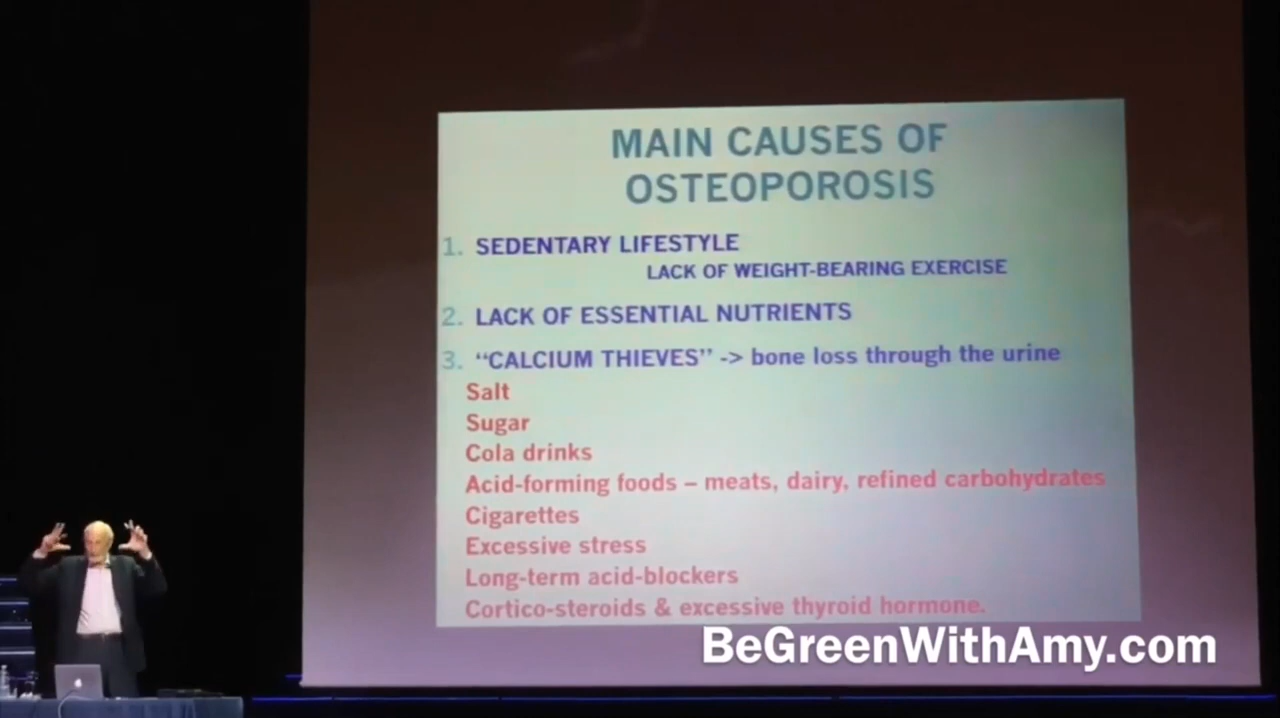 MAIN CAUSES OF
OSTEOPOROSIS
1. SEDENTARY LIFESTYLE
LACK OF WEIGHT-BEARING EXERCISE
2. LACK OF ESSENTIAL NUTRIENTS
3. “CALCIUM THIEVES” -> bone loss through the urine
Salt
Sugar
Cola drinks
Acid-forming foods – meats, dairy, refined carbohydrates
Cigarettes
Excessive stress
Long-term acid-blockers
Cortico-steroids & excessive thyroid hormone.
BeGreenWithAmy.com